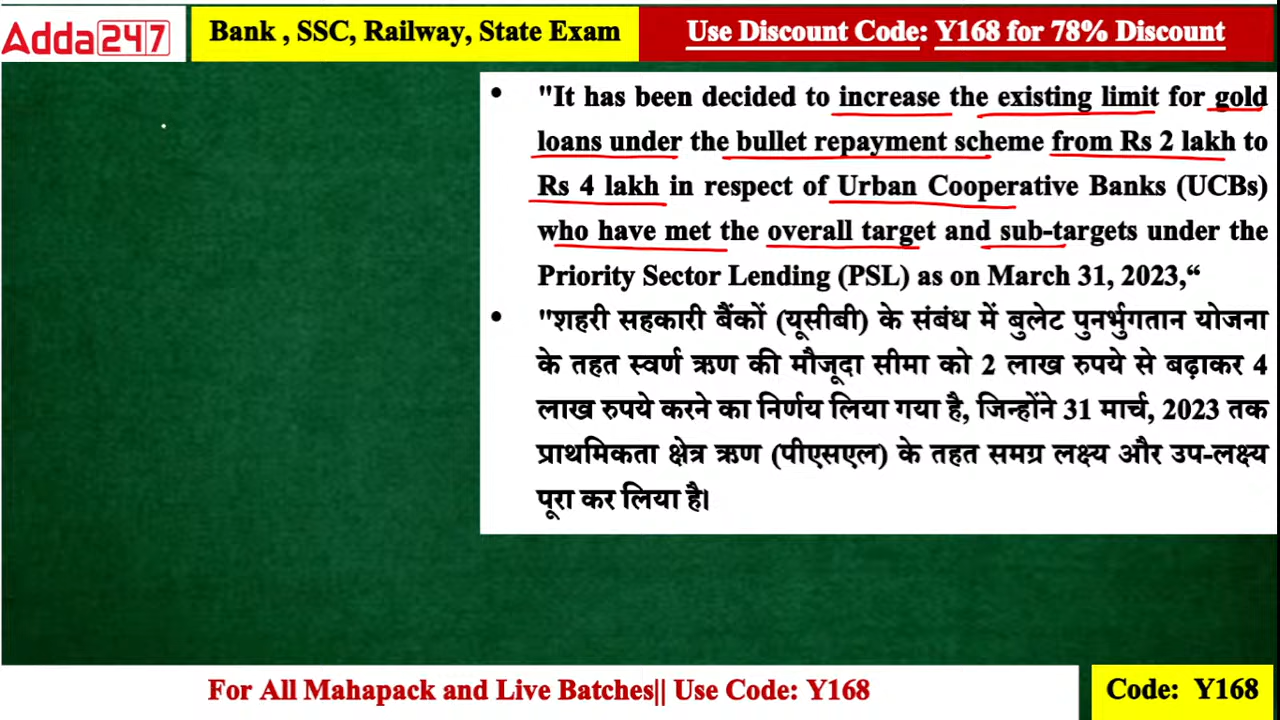 Adda247
Bank , SSC, Railway, State Exam
Use Discount Code: Y168 for 78% Discount
• "It has been decided to increase the existing limit for gold
loans under the bullet repayment scheme from Rs 2 lakh to
Rs 4 lakh in respect of Urban Cooperative Banks (UCBs)
who have met the overall target and sub-targets under the
Priority Sector Lending (PSL) as on March 31, 2023,“
• "शहरी सहकारी बैंकों (यूसीबी) के संबंध में बुलेट पुनर्भुगतान योजना
के तहत स्वर्ण ऋण की मौजूदा सीमा को 2 लाख रुपये से बढ़ाकर 4
लाख रुपये करने का निर्णय लिया गया है, जिन्होंने 31 मार्च, 2023 तक
प्राथमिकता क्षेत्र ऋण (पीएसएल) के तहत समग्र लक्ष्य और उप-लक्ष्य
पूरा कर लिया है।
For All Mahapack and Live Batches|| Use Code: Y168
Code: Y168